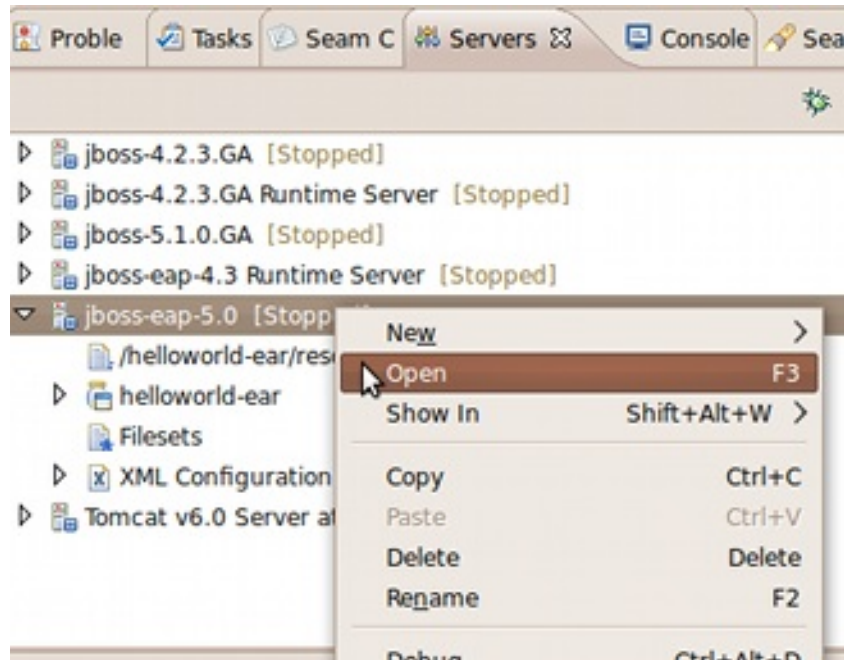 Proble Tasks Seam C Servers Console Sea
jboss-4.2.3.GA [Stopped]
jboss-4.2.3.GA Runtime Server [Stopped]
jboss-5.1.0.GA [Stopped]
jboss-eap-4.3 Runtime Server [Stopped]
jboss-eap-5.0 [Stopp
New
/helloworld-ear/res
Open F3
helloworld-ear
Show In Shift+Alt+W
Filesets
XML Configuration
Copy Ctrl+C
Tomcat v6.0 Server a
Paste Ctrl+V
Delete Delete
Rename F2
Debug Ctrl+Alt+D